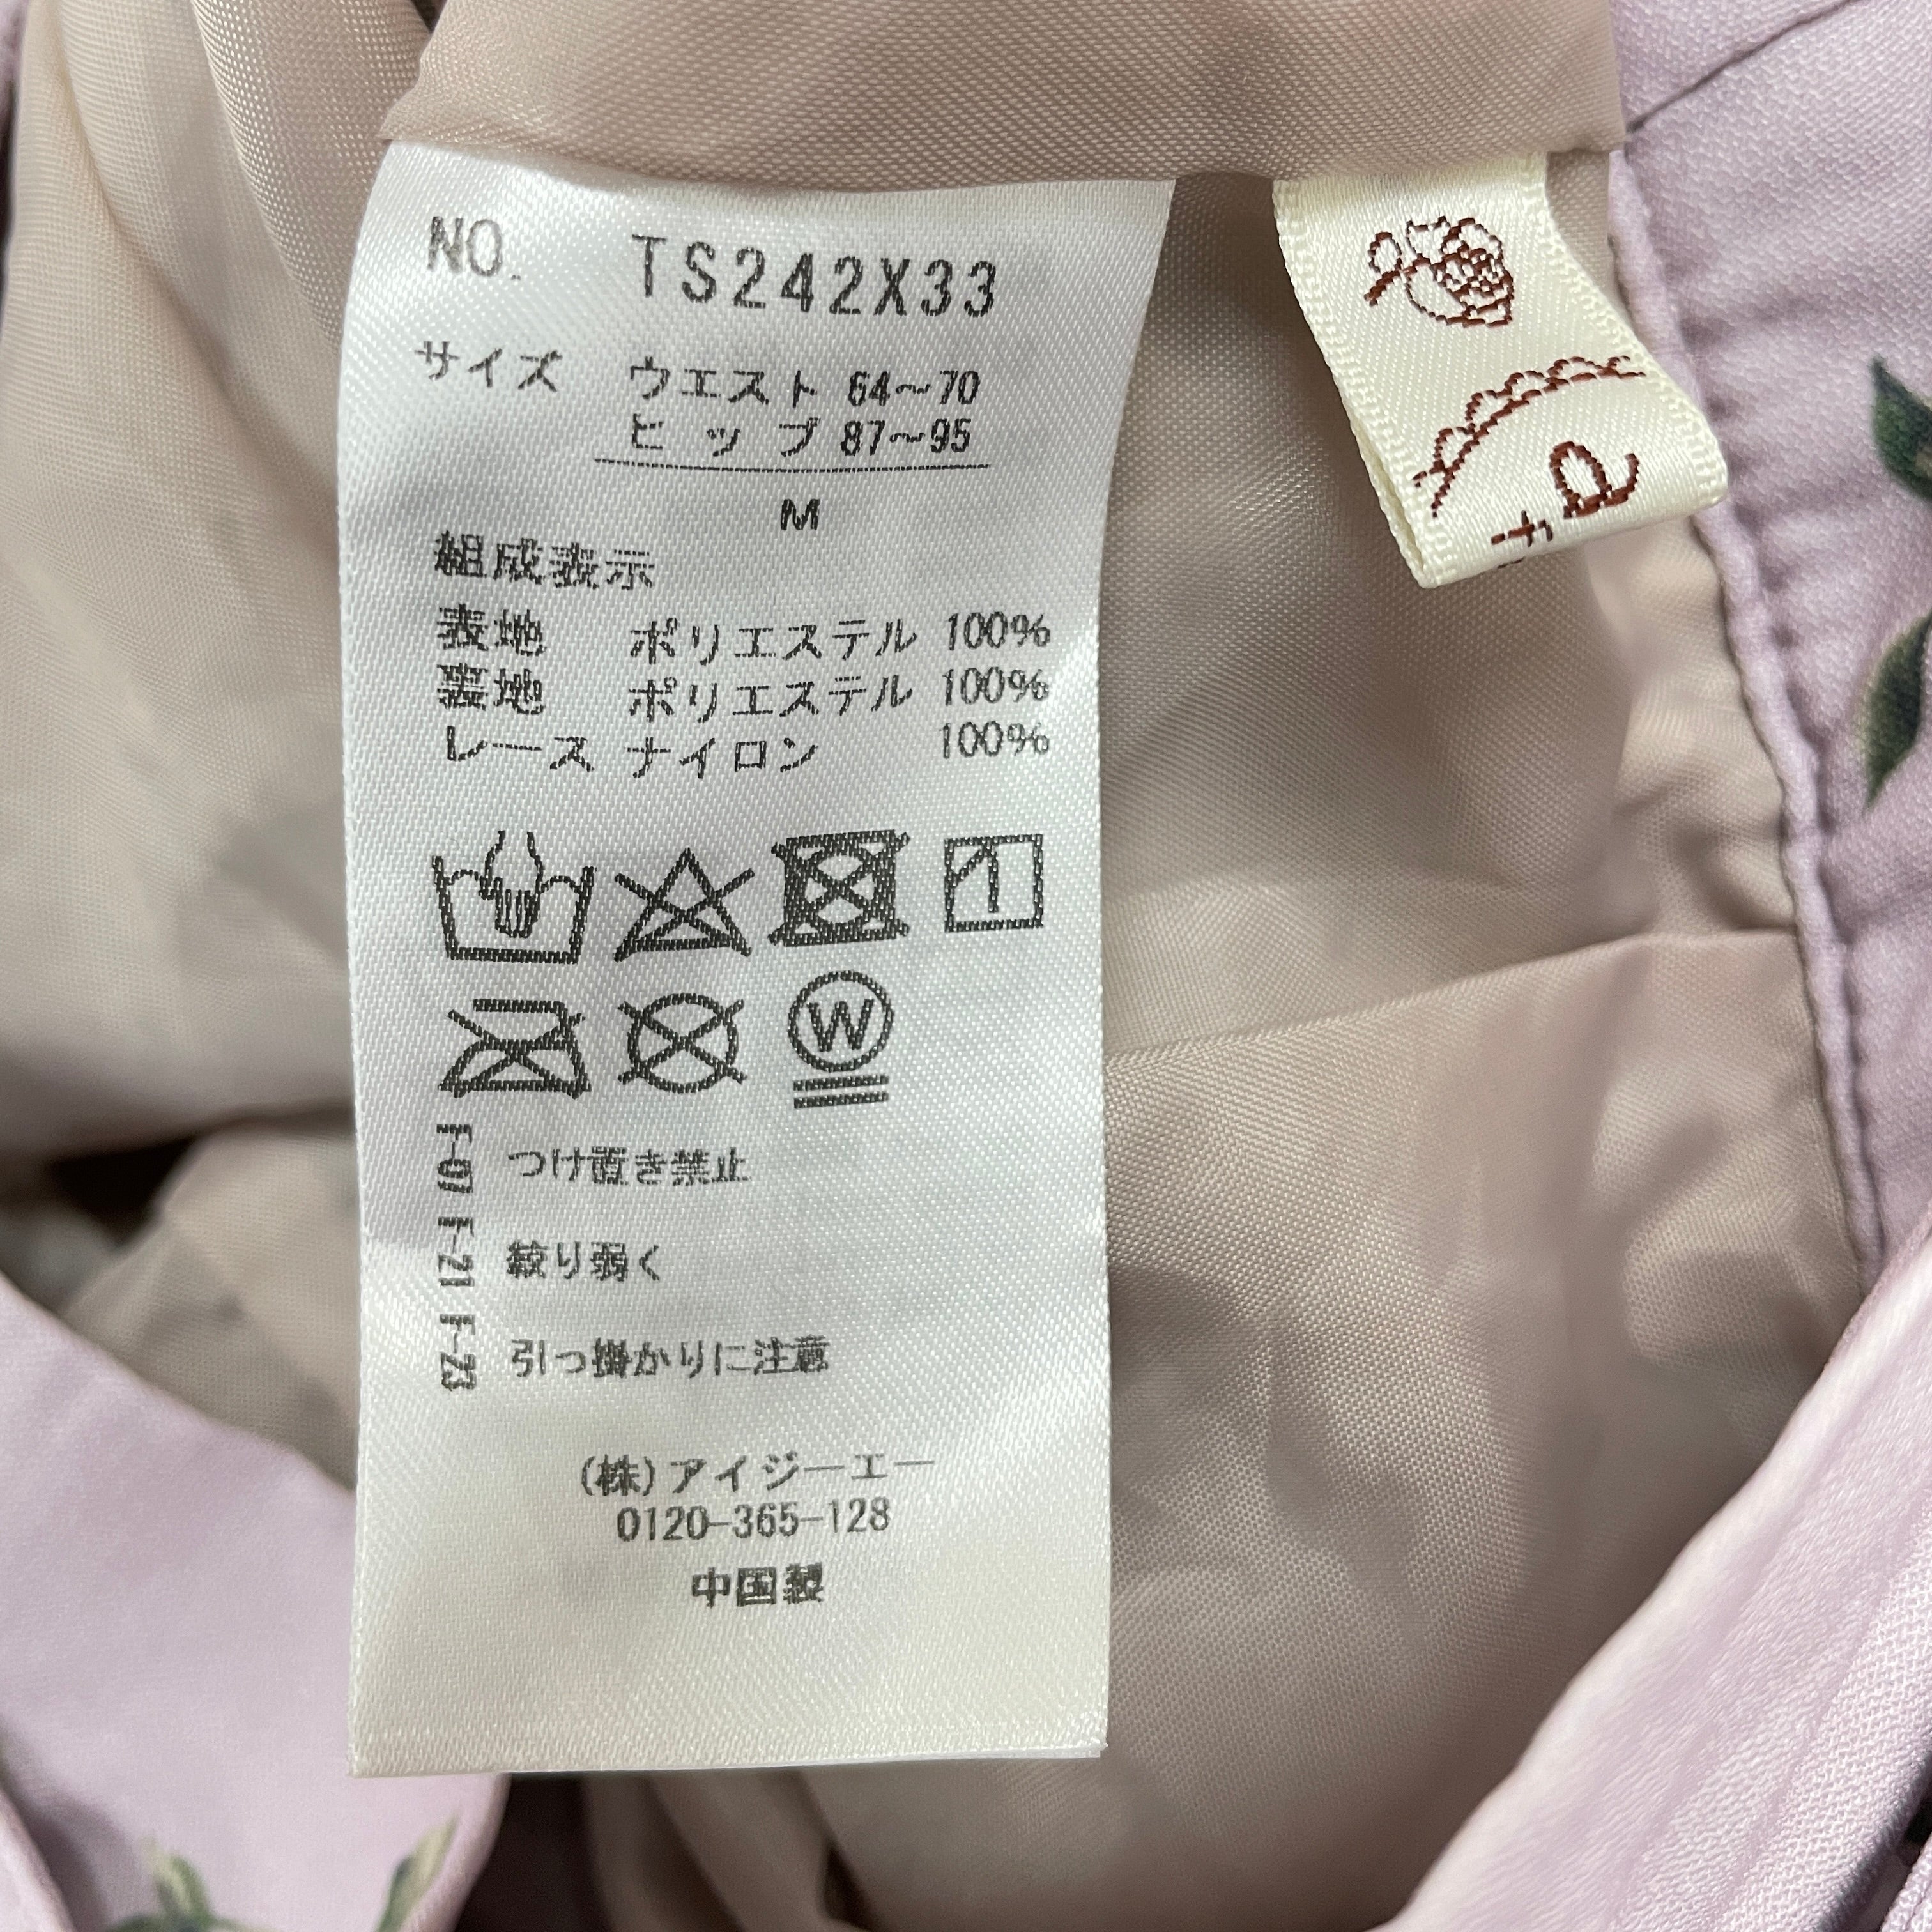 NO. TS242X33
サイズ ウエスト 64～70
ヒップ 87～95
M
組成表示
表地 ポリエステル 100%
裏地 ポリエステル 100%
レース ナイロン 100%
W
F-01 つけ置き禁止
F-21 絞り弱く
F-23 引っ掛かりに注意
(株)アイジーエー
0120-365-128
中国製